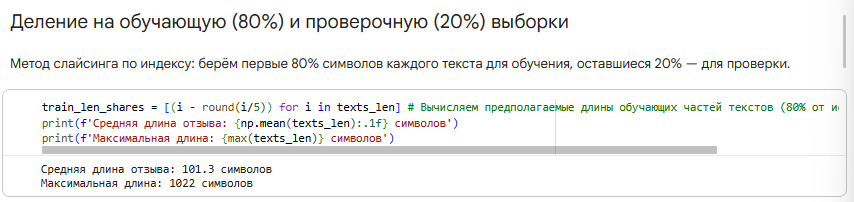 Деление на обучающую (80%) и проверочную (20%) выборки
Метод слайсинга по индексу: берём первые 80% символов каждого текста для обучения, оставшиеся 20% — для проверки.
train_len_shares = [(i - round(i/5)) for i in texts_len] # Вычисляем предполагаемые длины обучающих частей текстов (80% от
print(f'Средняя длина отзыва: {np.mean(texts_len):.1f} символов')
print(f'Максимальная длина: {max(texts_len)} символов')
Средняя длина отзыва: 101.3 символов
Максимальная длина: 1022 символов